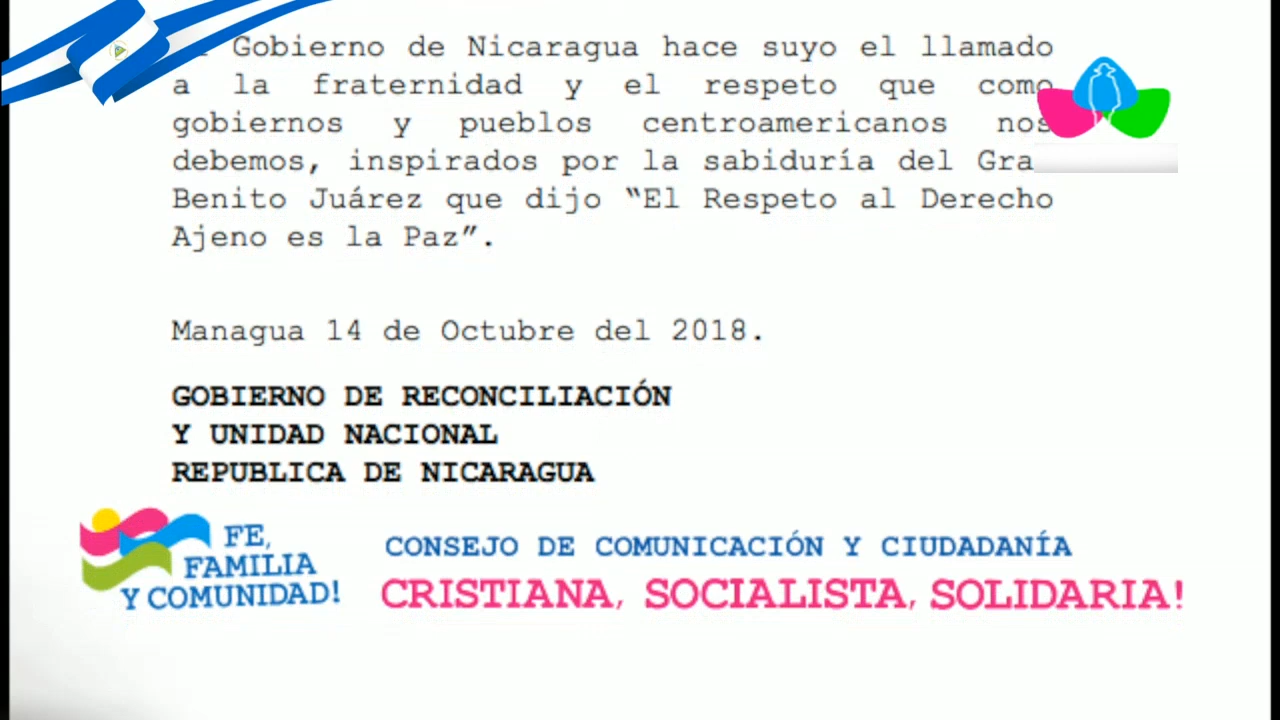 Gobierno de Nicaragua hace suyo el llamado
a la fraternidad y el respeto que como
gobiernos y pueblos centroamericanos nos
debemos, inspirados por la sabiduría del
Benito Juárez que dijo “El Respeto al Derecho
Ajeno es la Paz”.
Managua 14 de Octubre del 2018.
GOBIERNO DE RECONCILIACIÓN
Y UNIDAD NACIONAL
REPUBLICA DE NICARAGUA
FE,
FAMILIA
Y COMUNIDAD!
CONSEJO DE COMUNICACIÓN Y CIUDADANÍA
CRISTIANA, SOCIALISTA, SOLIDARIA!